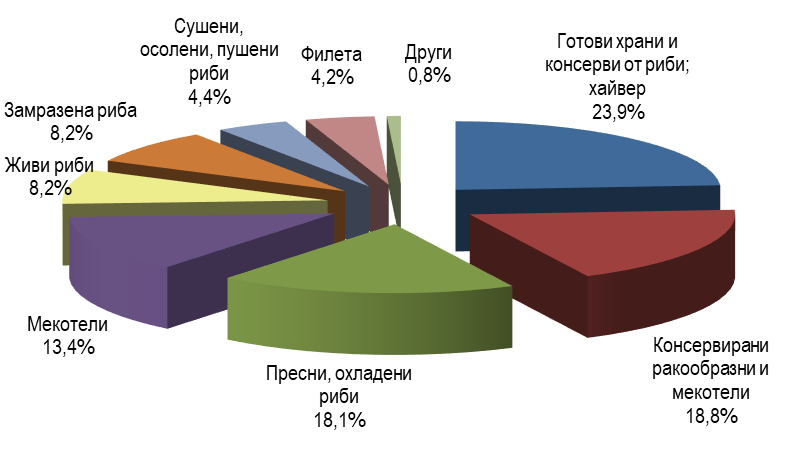 Сушени,
осолени, пушени
риби
4,4%
Филета
4,2%
Други
0,8%
Готови храни и
консерви от риби;
хайвер
23,9%
Замразена риба
8,2%
Живи риби
8,2%
Мекотели
13,4%
Пресни, охладени
риби
18,1%
Консервирани
ракообразни и
мекотели
18,8%